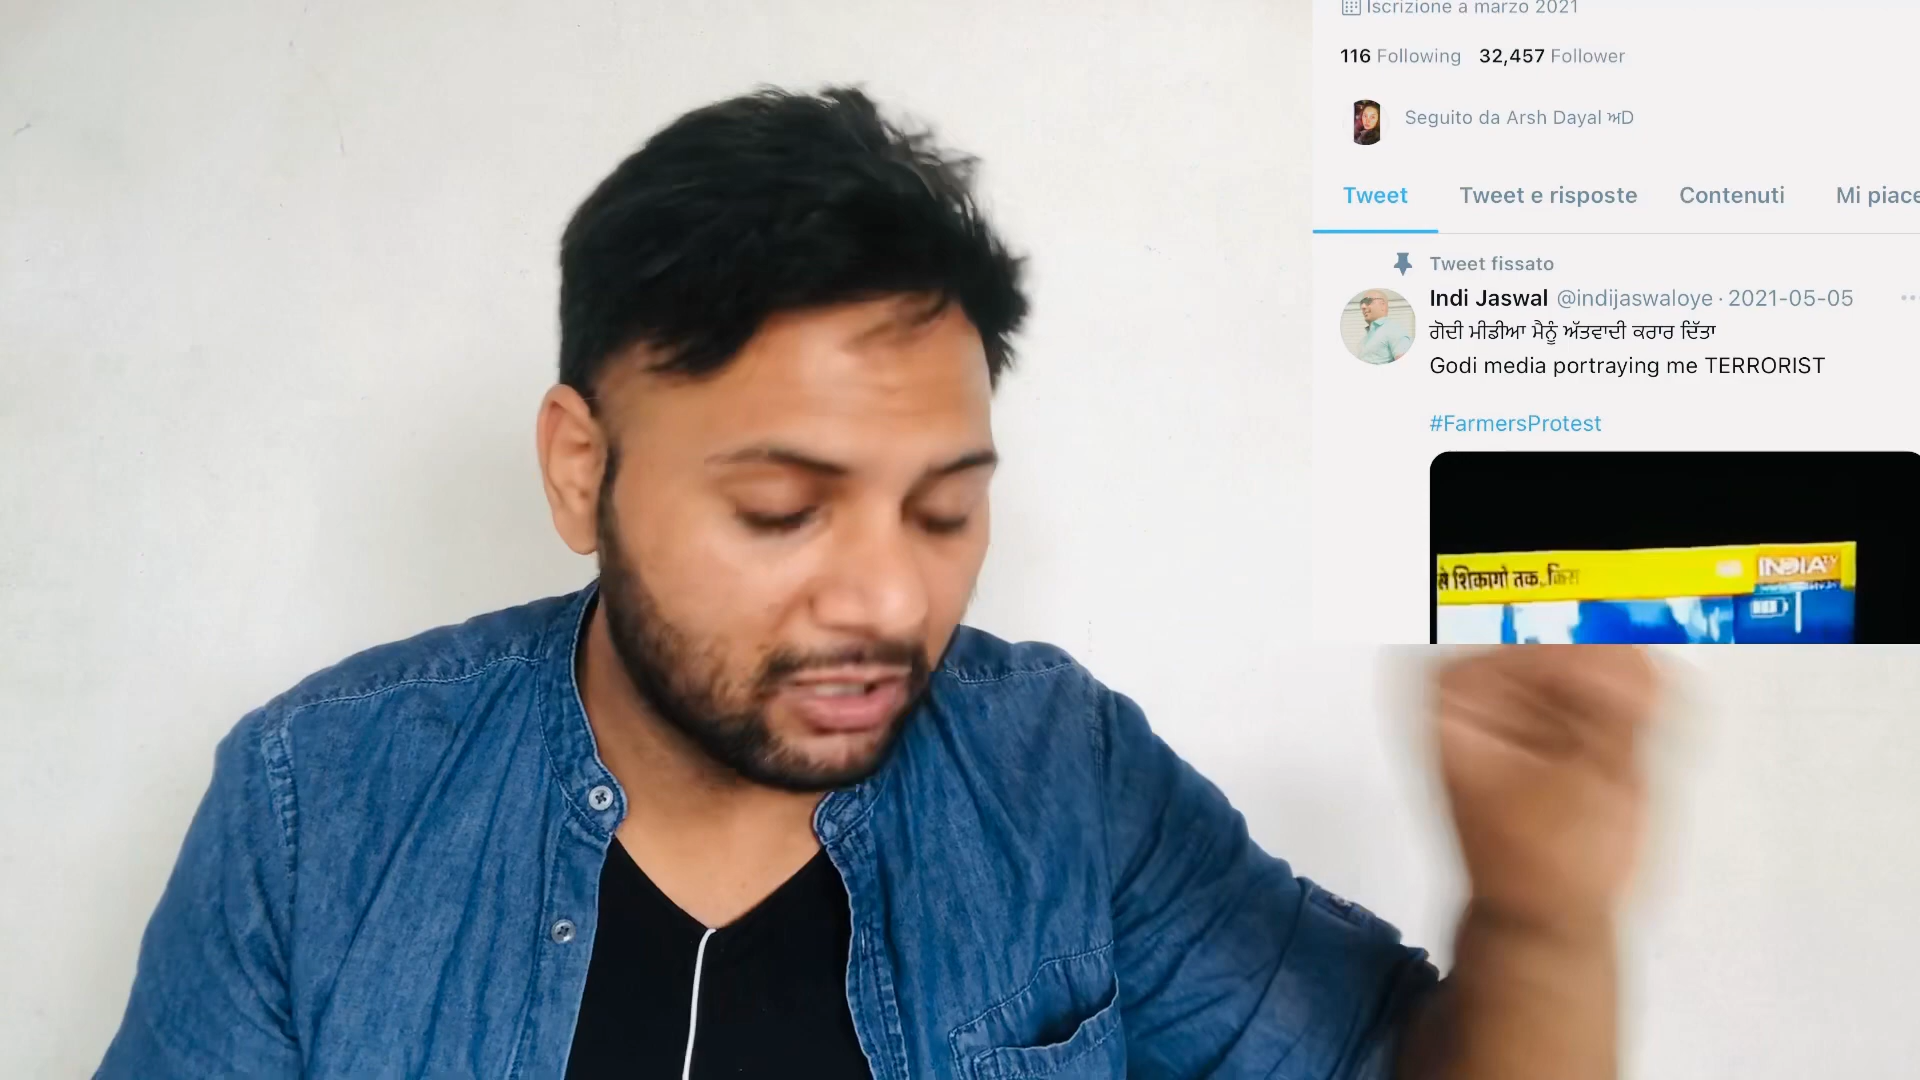 Iscrizione a marzo 2021
116 Following 32,457 Follower
Seguito da Arsh Dayal ਅD
Tweet Tweet e risposte Contenuti Mi piace
Tweet fissato
Indi Jaswal @indijaswaloye · 2021-05-05
ਗੋਦੀ ਮੀਡੀਆ ਮੈਨੂੰ ਅੱਤਵਾਦੀ ਕਰਾਰ ਦਿੱਤਾ
Godi media portraying me TERRORIST
#FarmersProtest
से शिकागो तक.. किस
INDIA TV